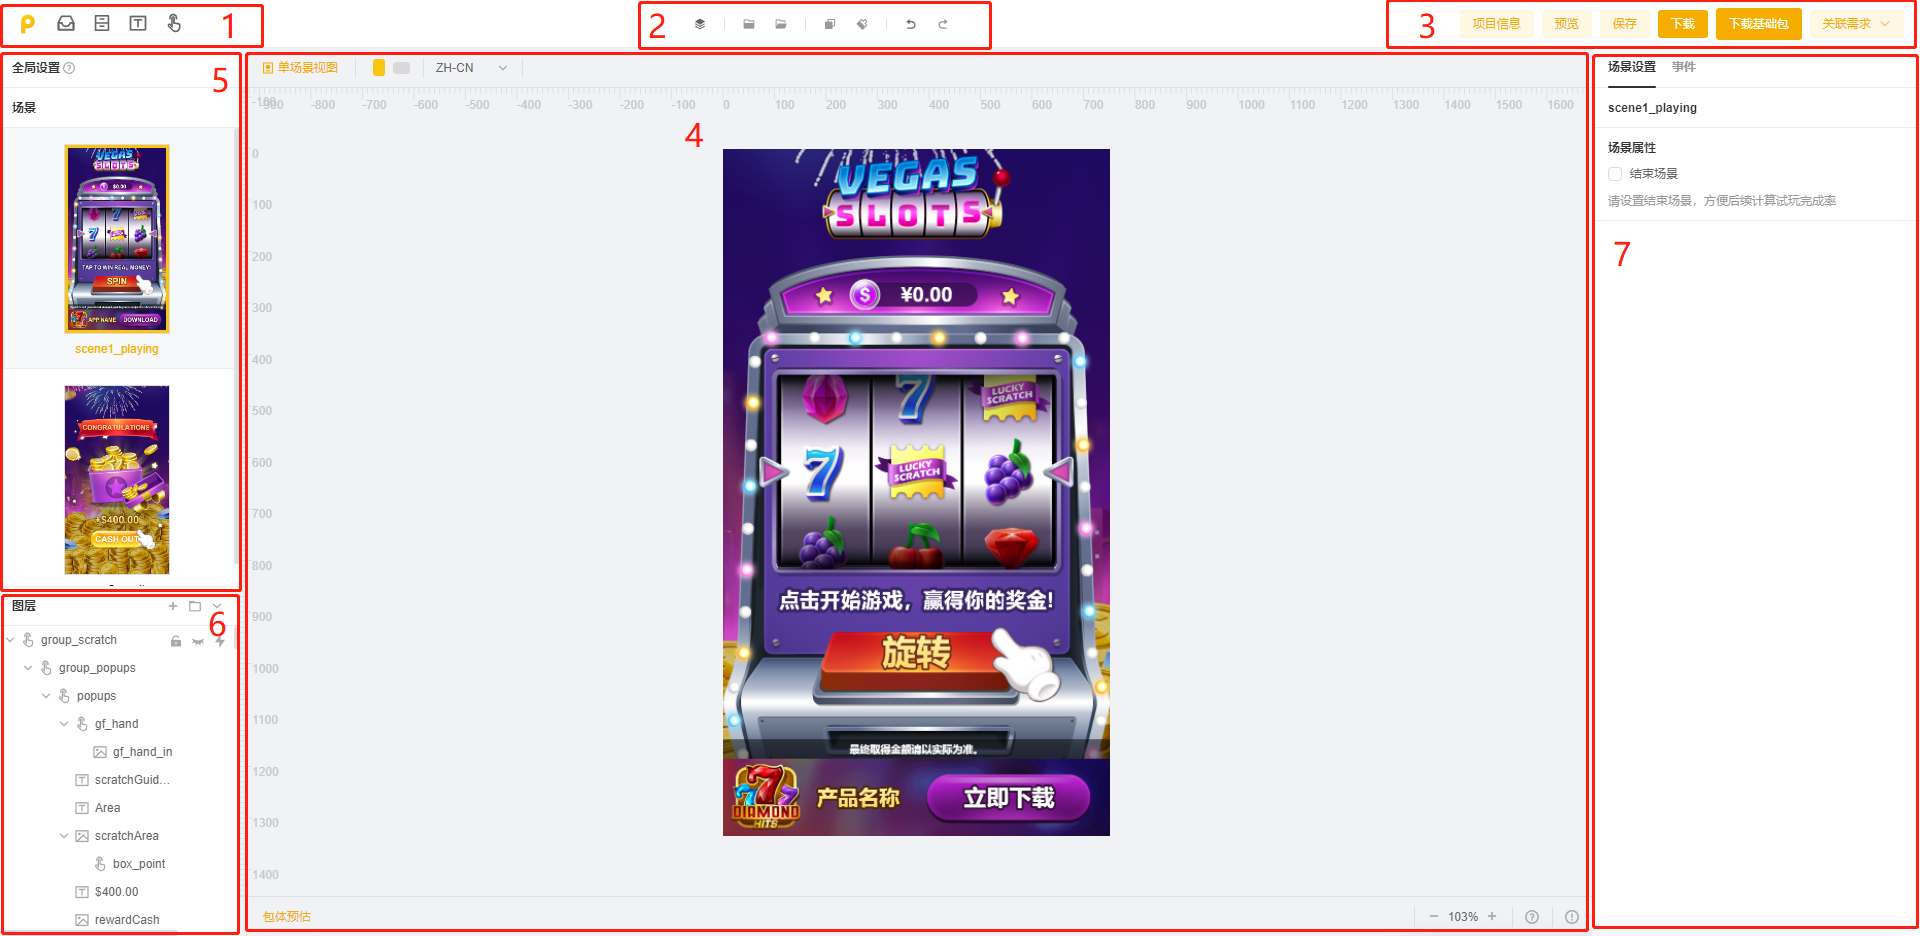 1
2
3
项目信息
预览
保存
下载
下载基础包
关联需求
全局设置
5
场景
VEGAS
SLOTS
$0.00
TAP TO WIN REAL MONEY!
SPIN
APP NAME
DOWNLOAD
scene1_playing
CONGRATULATIONS
+$400.00
CASH OUT
图层
6
group_scratch
group_popups
popups
gf_hand
gf_hand_in
scratchGuid...
Area
scratchArea
box_point
$400.00
rewardCash
单场景视图
ZH-CN
-100
-900 -800 -700 -600 -500 -400 -300 -200 -100 0 100 200 300 400 500 600 700 800 900 1000 1100 1200 1300 1400 1500 1600
4
0
100
200
300
400
500
600
700
800
900
1000
1100
1200
1300
1400
VEGAS
SLOTS
$
¥0.00
7
LUCKY
SCRATCH
7
LUCKY
SCRATCH
点击开始游戏，赢得你的奖金!
旋转
最终取得金额请以实际为准。
777
DIAMOND
HITS
产品名称
立即下载
包体预估
103%
场景设置
事件
scene1_playing
场景属性
结束场景
请设置结束场景，方便后续计算试玩完成率
7